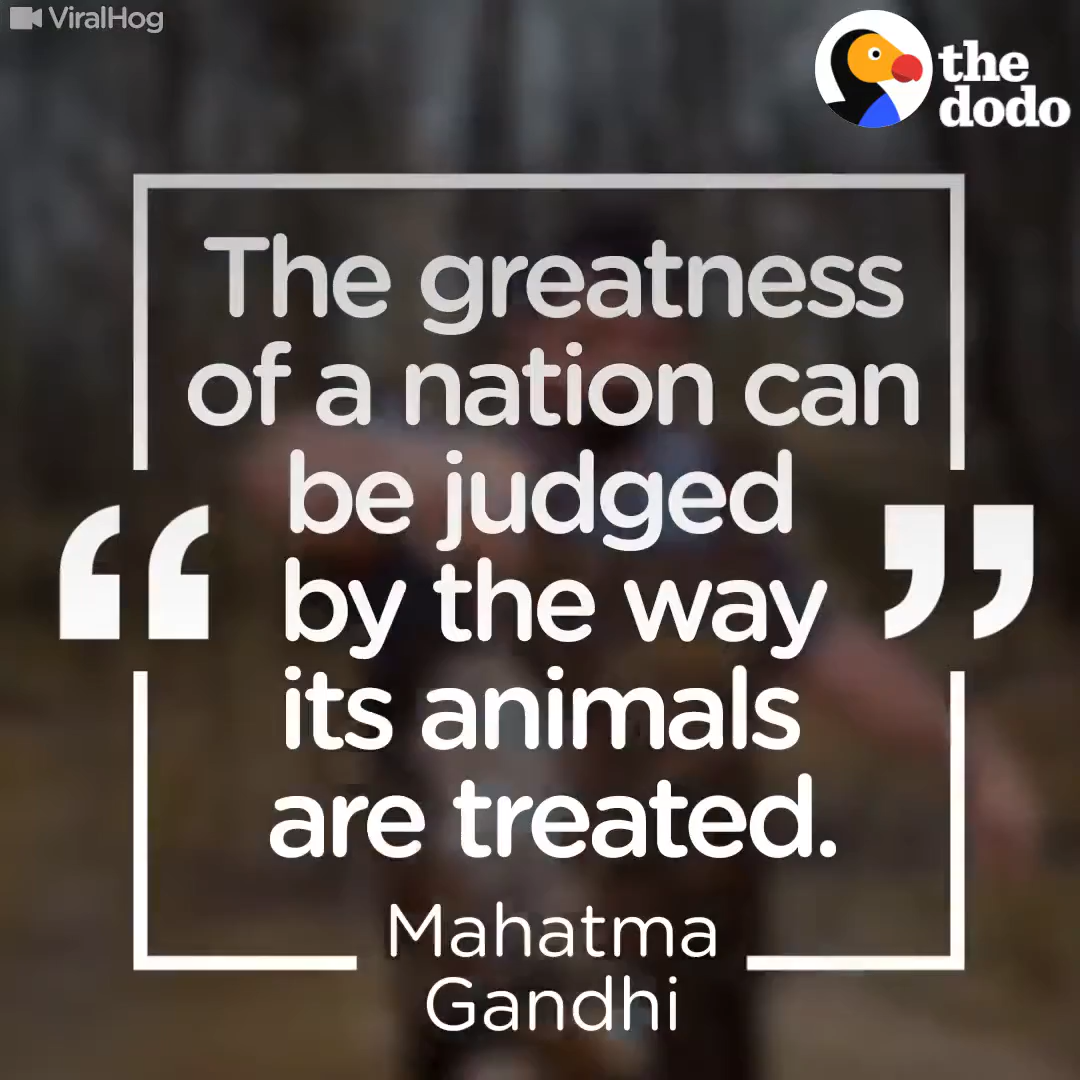 ViralHog
the
dodo
The greatness
of a nation can
be judged
“ by the way ”
its animals
are treated.
Mahatma
Gandhi